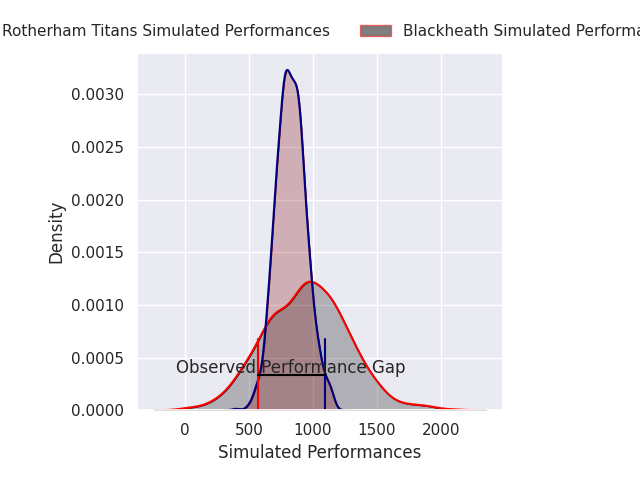 Rotherham Titans Simulated Performances Blackheath Simulated Performa
0.0030
0.0025
0.0020
0.0015
0.0010
0.0005
0.0000
Density
Observed Performance Gap
0 500 1000 1500 2000
Simulated Performances